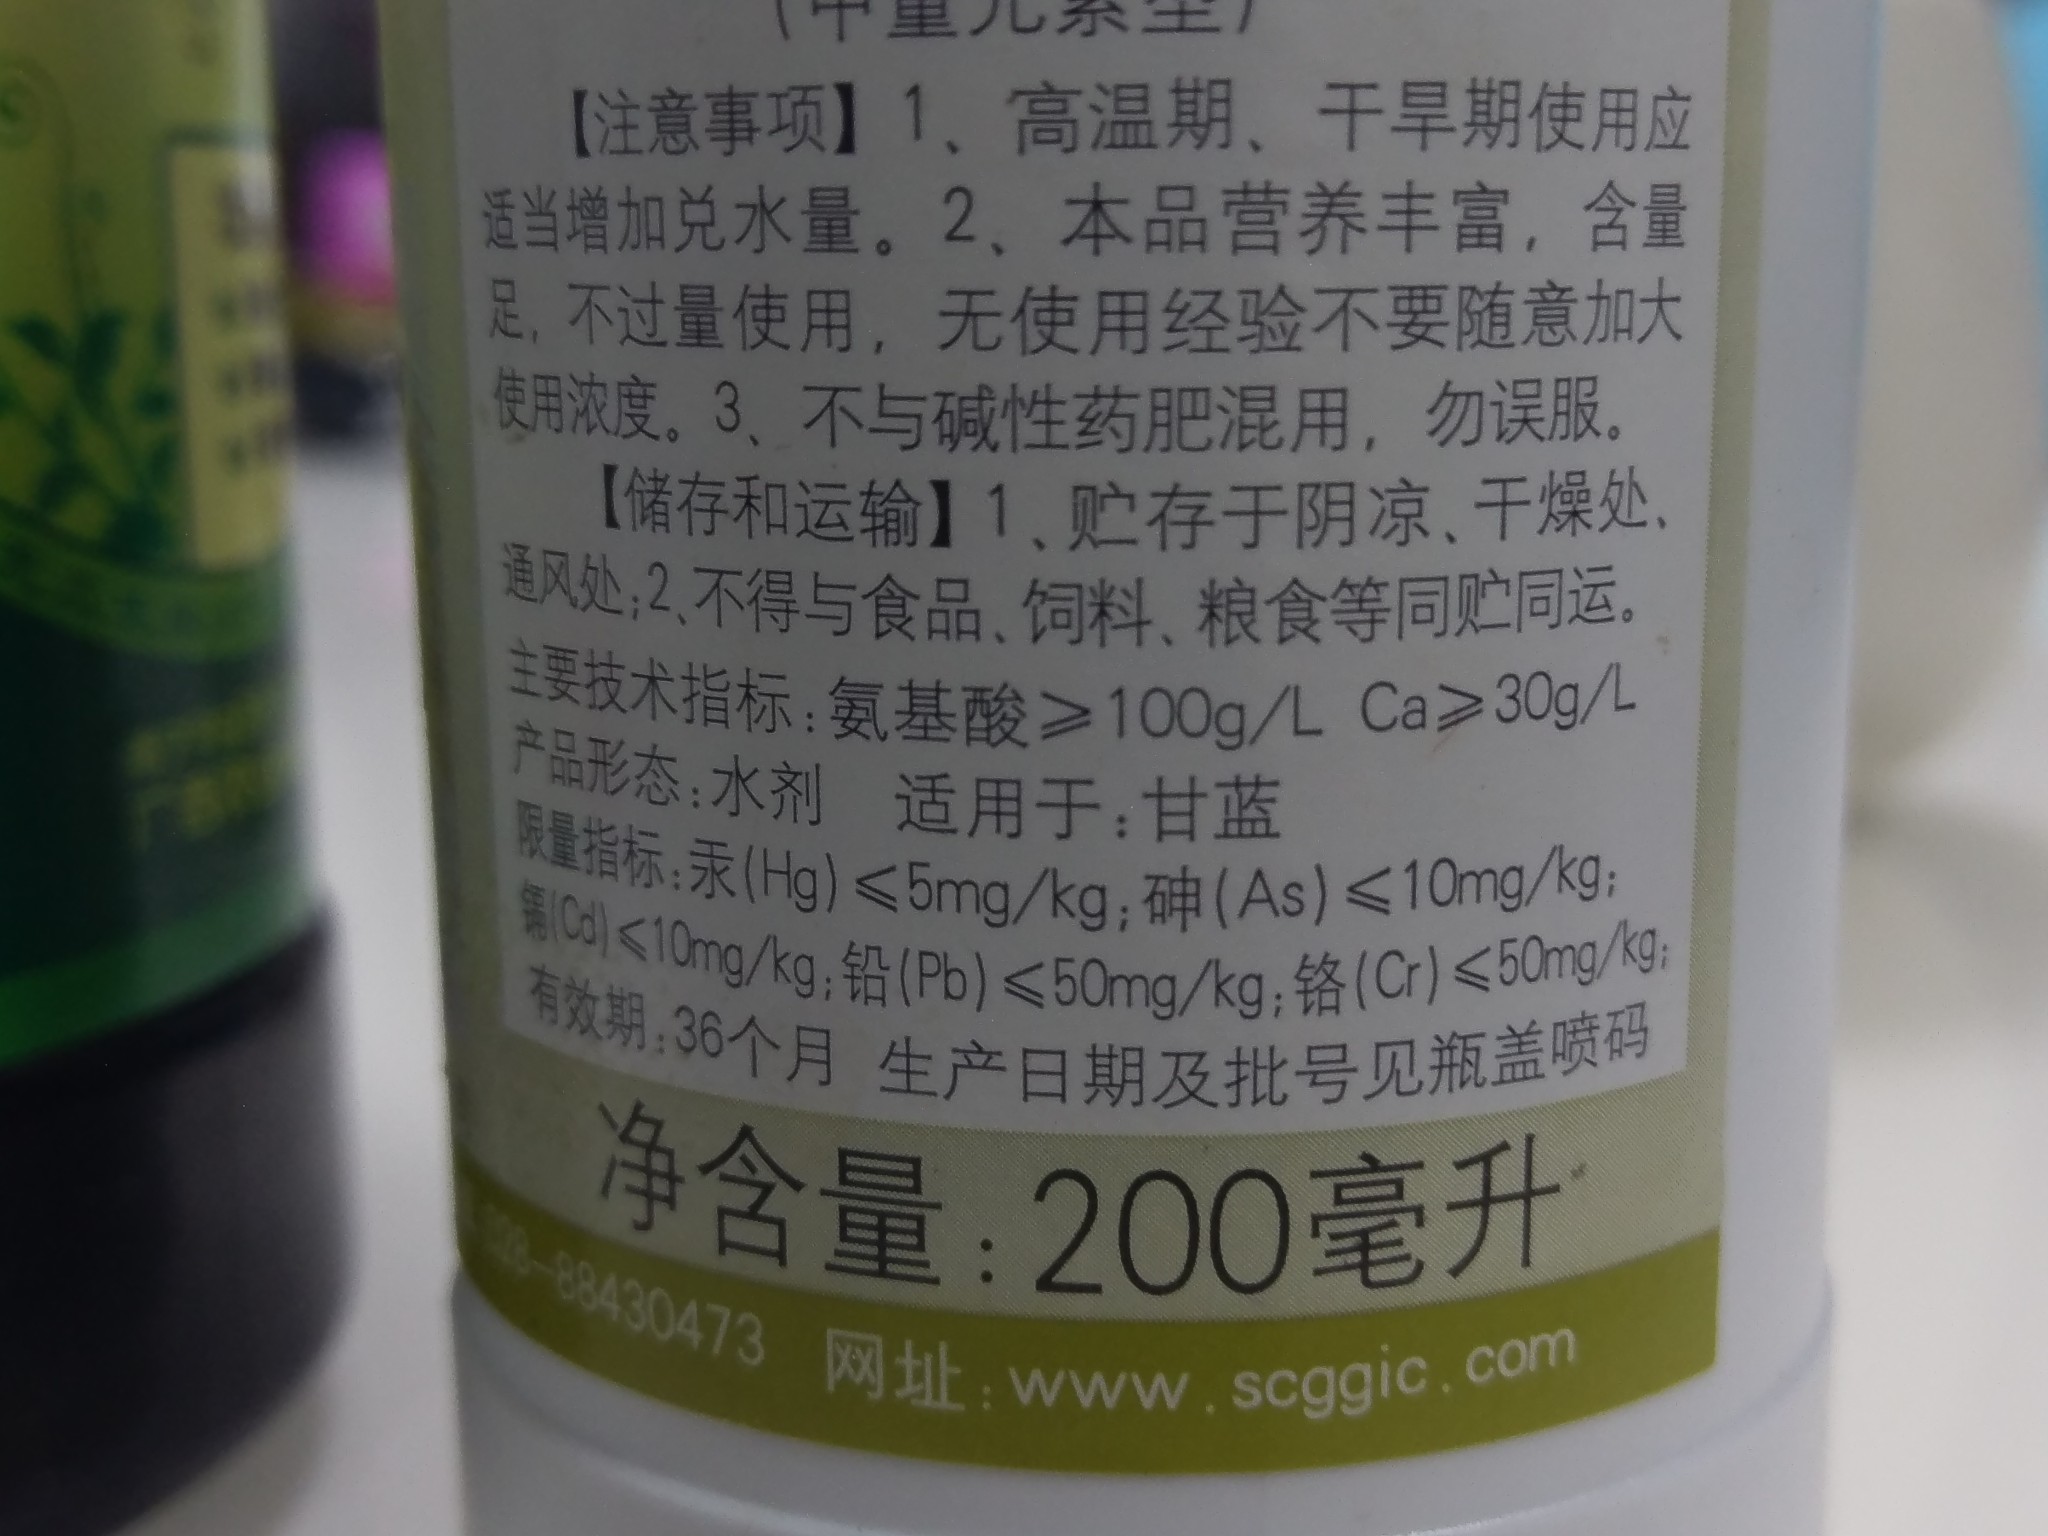 (中量元素型)
【注意事项】1、高温期、干旱期使用应
适当增加兑水量。2、本品营养丰富，含量
足，不过量使用，无使用经验不要随意加大
使用浓度。3、不与碱性药肥混用，勿误服。
【储存和运输】1、贮存于阴凉、干燥处、
通风处；2、不得与食品、饲料、粮食等同贮同运。
主要技术指标：氨基酸≥100g/L Ca≥30g/L
产品形态：水剂 适用于：甘蓝
限量指标：汞(Hg)≤5mg/kg；砷(As)≤10mg/kg；
镉(Cd)≤10mg/kg；铅(Pb)≤50mg/kg；铬(Cr)≤50mg/kg；
有效期：36个月 生产日期及批号见瓶盖喷码
净含量：200毫升
028-88430473 网址：www.scggic.com